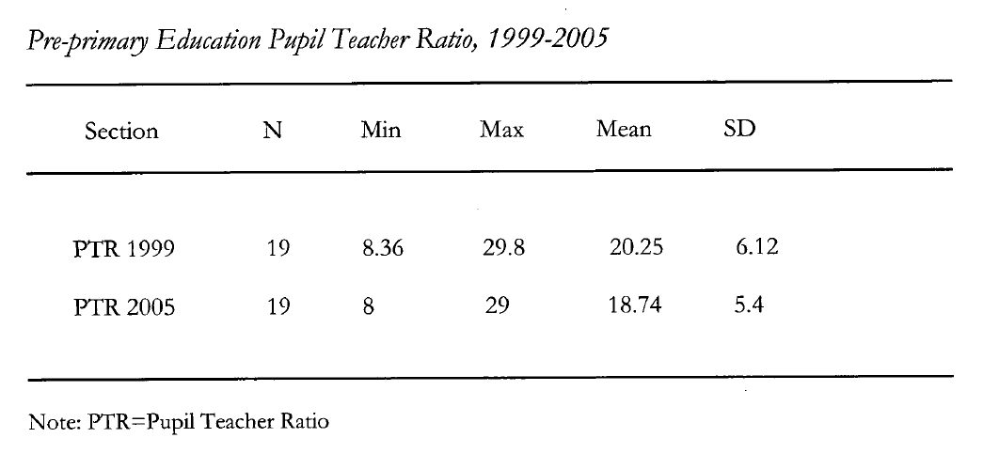 Pre-primary Education Pupil Teacher Ratio, 1999-2005
Section N Min Max Mean SD
PTR 1999 19 8.36 29.8 20.25 6.12
PTR 2005 19 8 29 18.74 5.4
Note: PTR=Pupil Teacher Ratio